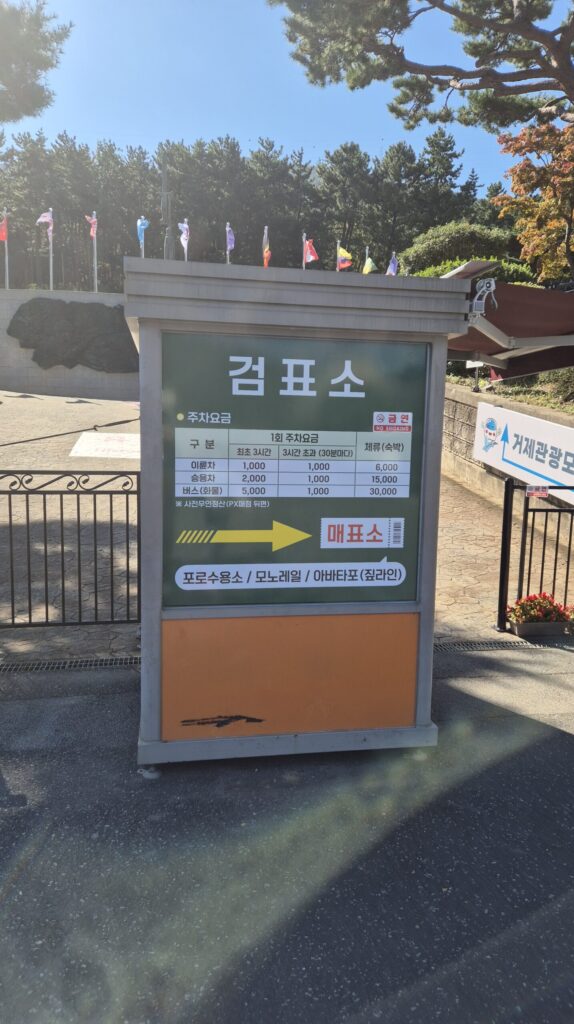 검표소
주차요금
금연
NO SMOKING
구 분 1회 주차요금 체류(숙박)
최초 3시간 3시간 초과 (30분마다)
이륜차 1,000 1,000 6,000
승용차 2,000 1,000 15,000
버스(화물) 5,000 1,000 30,000
※ 사전무인정산(PX매점 뒤편)
매표소
포로수용소 / 모노레일 / 아바타포(짚라인)
거제관광모